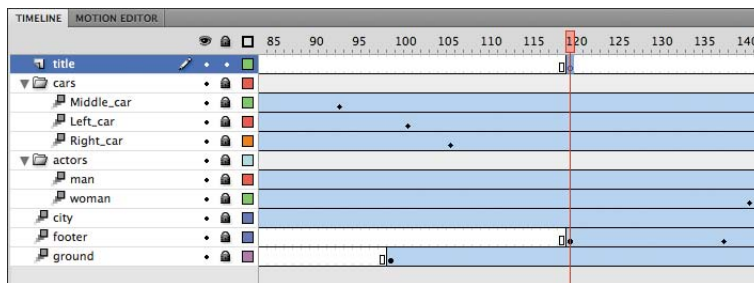 TIMELINE MOTION EDITOR
85 90 95 100 105 110 115 120 125 130 135 140
title
cars
Middle_car
Left_car
Right_car
actors
man
woman
city
footer
ground